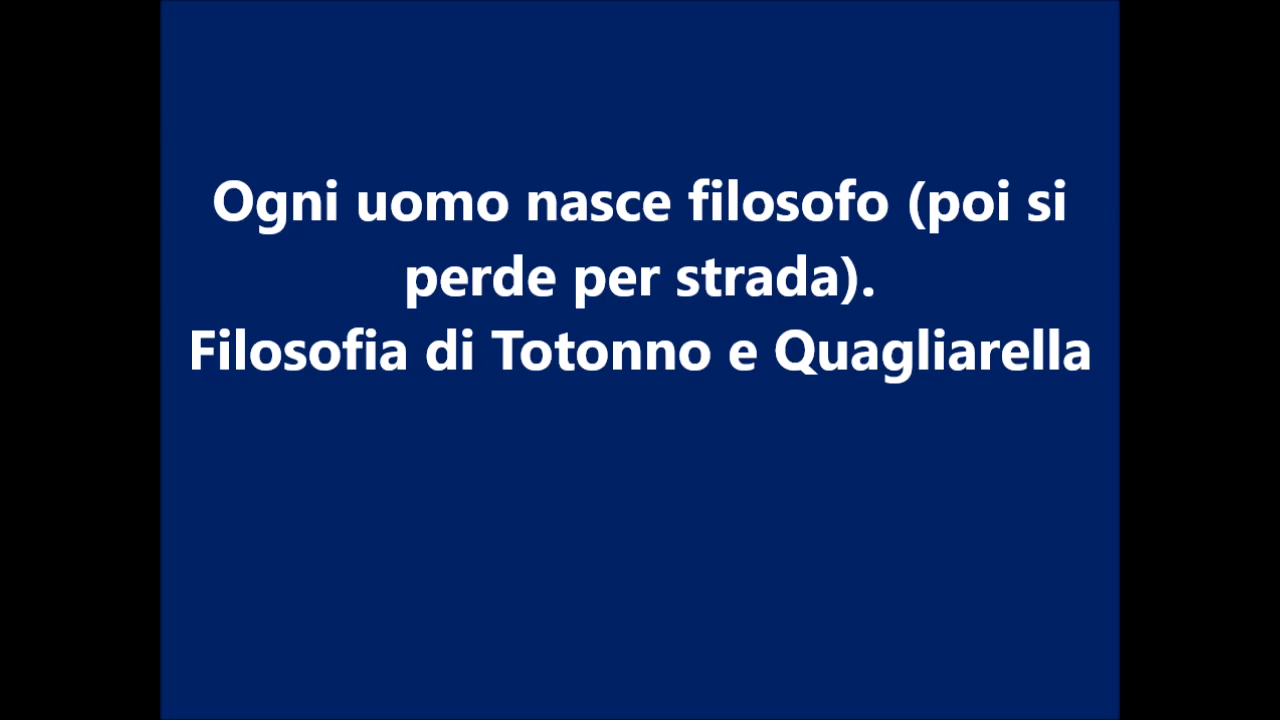 Ogni uomo nasce filosofo (poi si
perde per strada).
Filosofia di Totonno e Quagliarella